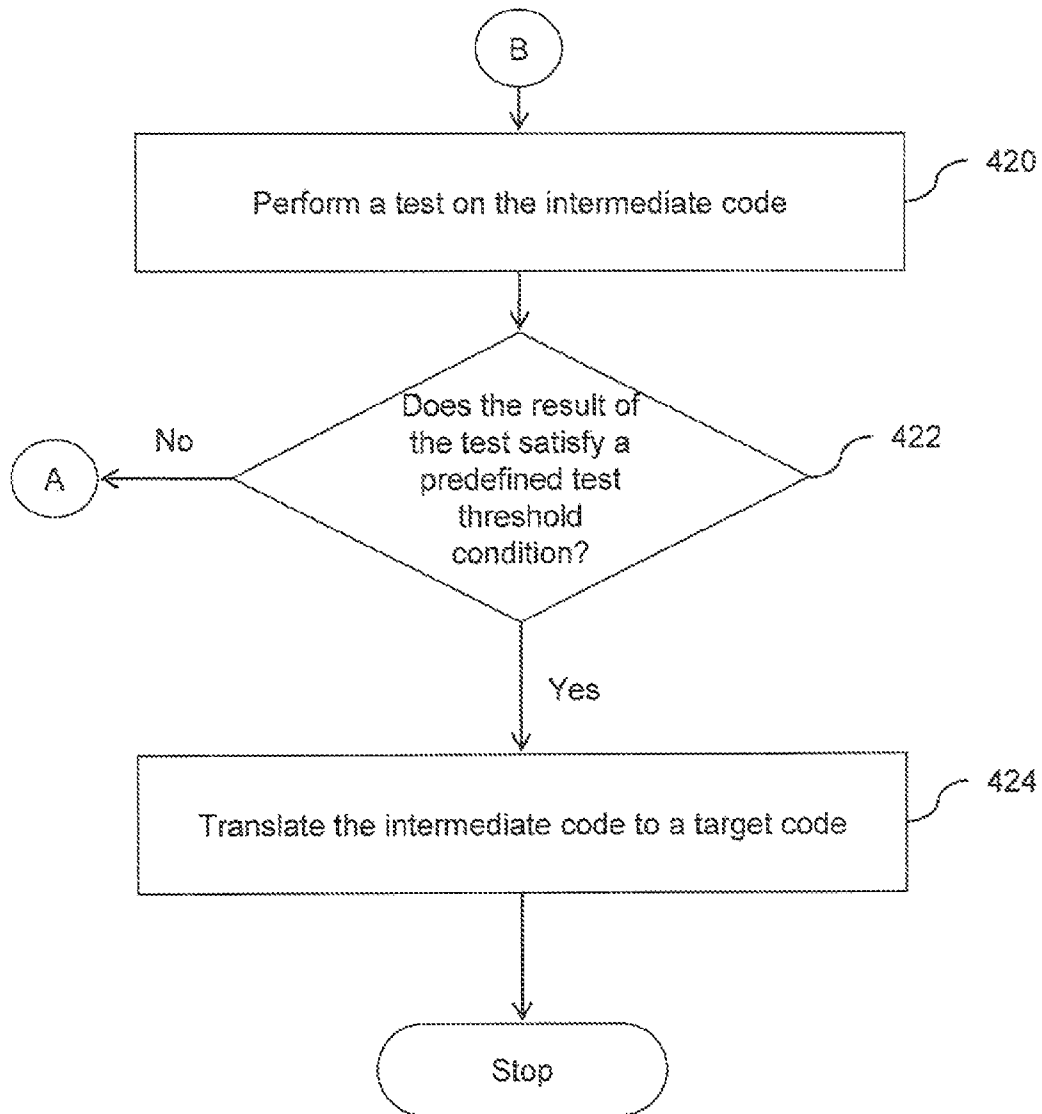 B
Perform a test on the intermediate code
420
Does the result of
the test satisfy a
predefined test
threshold
condition?
422
No
A
Yes
Translate the intermediate code to a target code
424
Stop